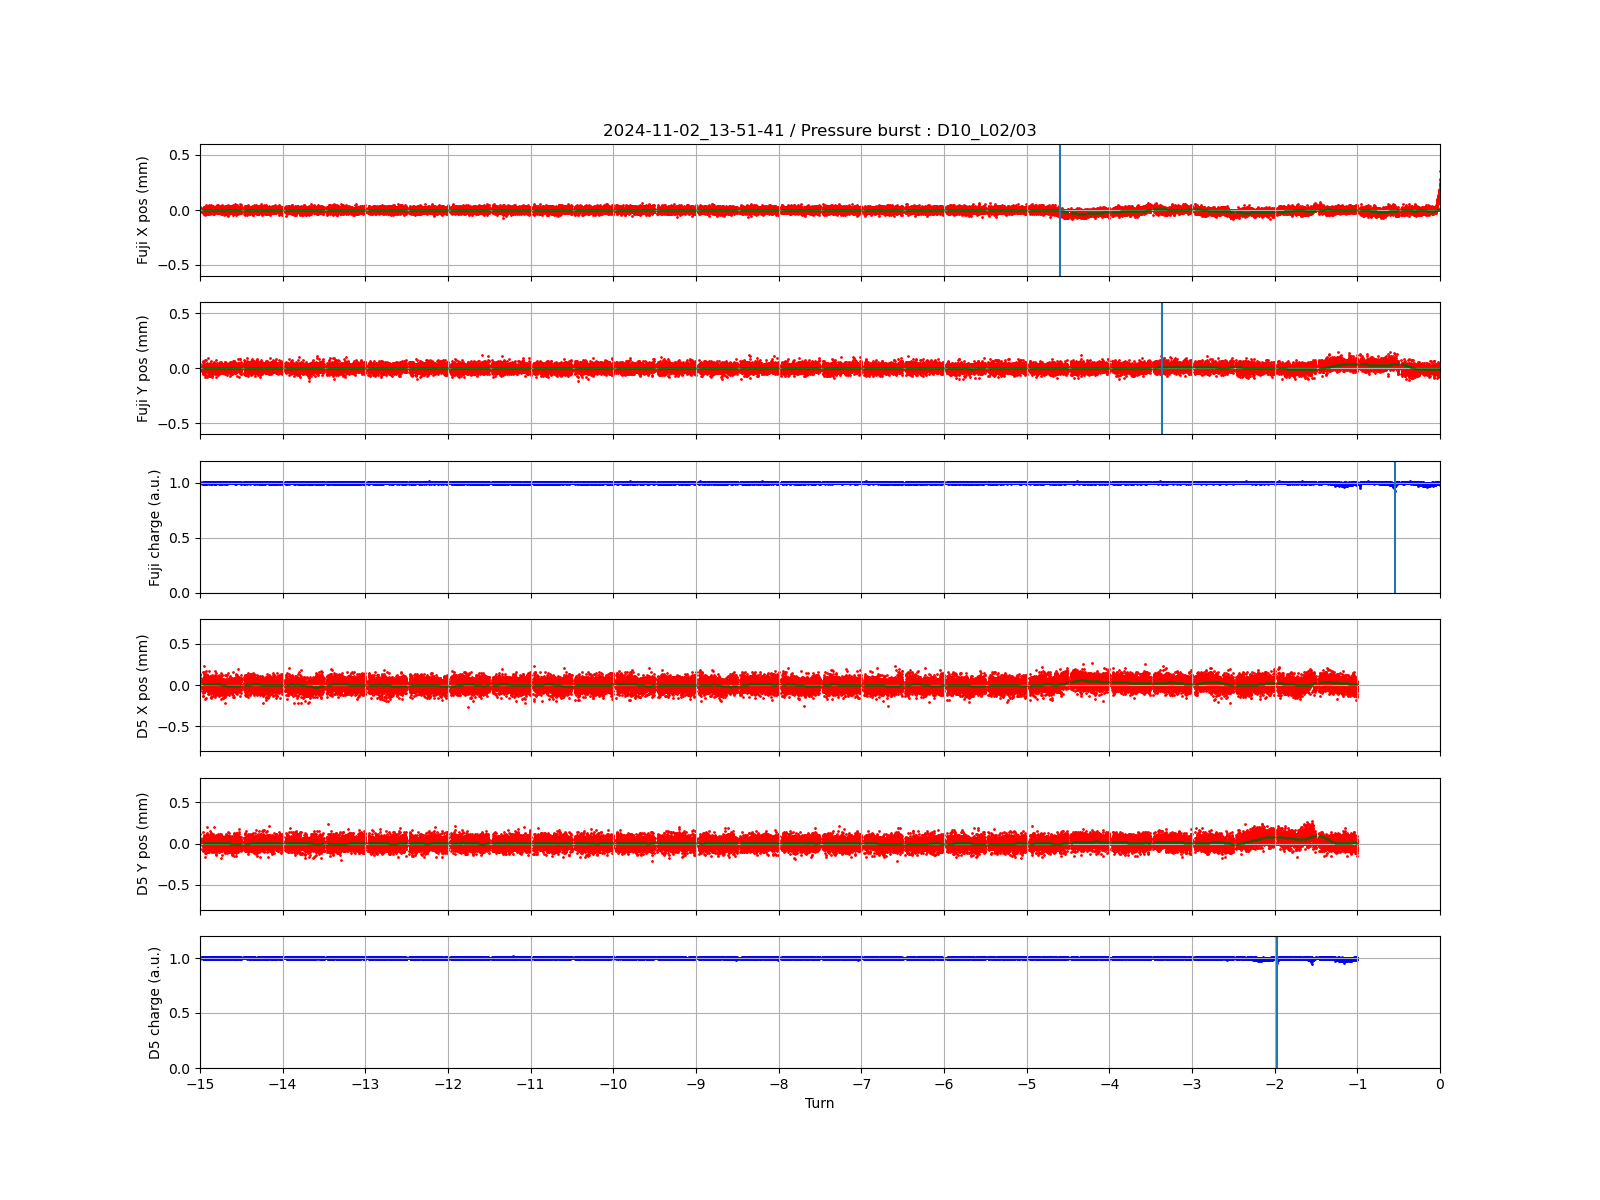 2024-11-02_13-51-41 / Pressure burst : D10_L02/03
Fuji X pos (mm)
0.5
0.0
−0.5
Fuji Y pos (mm)
0.5
0.0
−0.5
Fuji charge (a.u.)
1.0
0.5
0.0
D5 X pos (mm)
0.5
0.0
−0.5
D5 Y pos (mm)
0.5
0.0
−0.5
D5 charge (a.u.)
1.0
0.5
0.0
−15 −14 −13 −12 −11 −10 −9 −8 −7 −6 −5 −4 −3 −2 −1 0
Turn